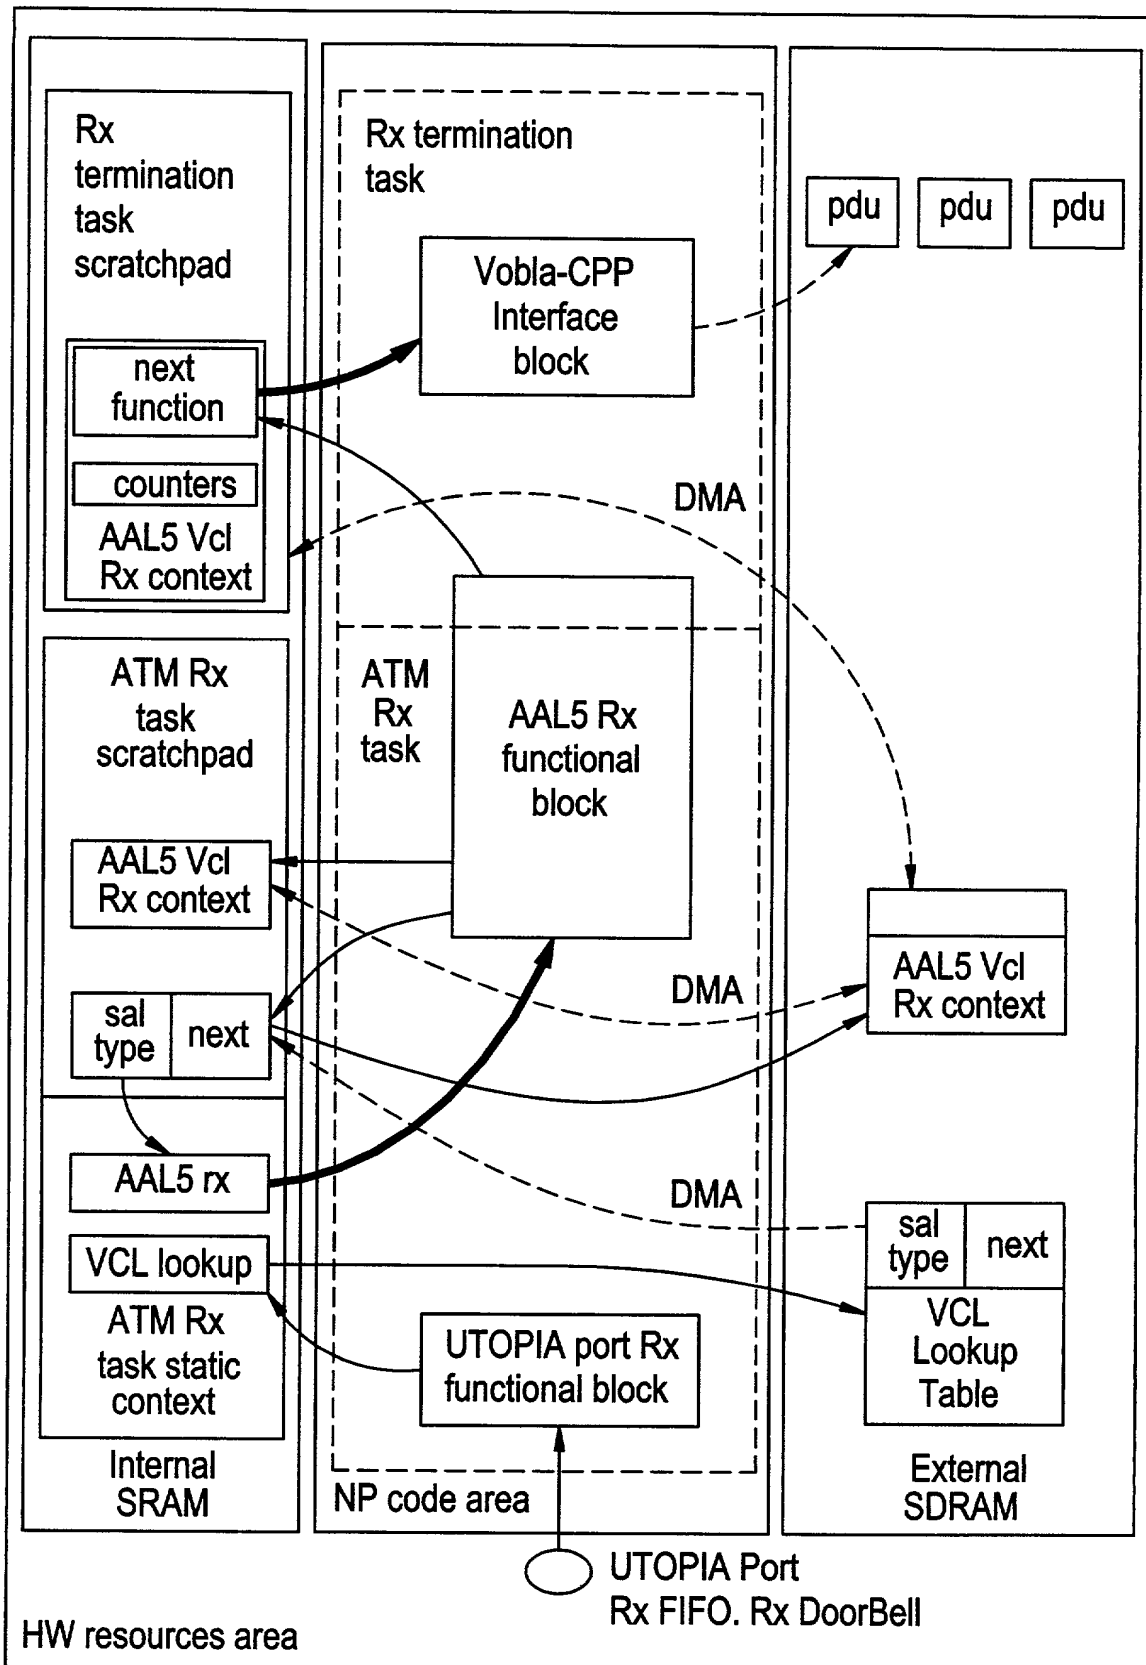 Rx
termination
task
scratchpad
next
function
counters
AAL5 Vcl
Rx context
ATM Rx
task
scratchpad
AAL5 Vcl
Rx context
sal
type
next
AAL5 rx
VCL lookup
ATM Rx
task static
context
Internal
SRAM
Rx termination
task
Vobla-CPP
Interface
block
DMA
ATM
Rx
task
AAL5 Rx
functional
block
DMA
DMA
UTOPIA port Rx
functional block
NP code area
pdu
pdu
pdu
AAL5 Vcl
Rx context
sal
type
next
VCL
Lookup
Table
External
SDRAM
UTOPIA Port
Rx FIFO. Rx DoorBell
HW resources area